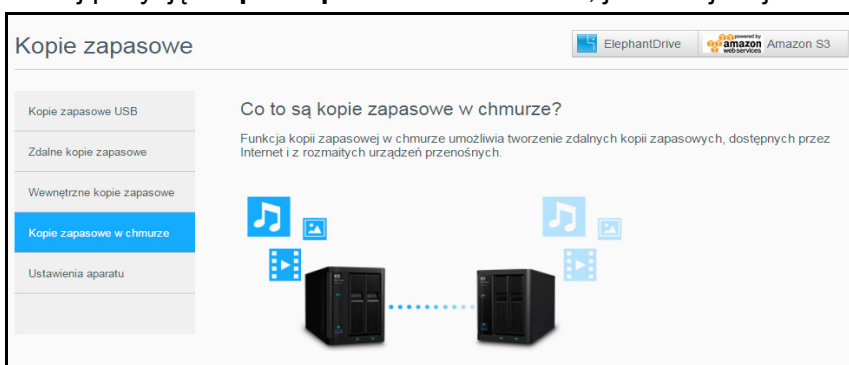 Kopie zapasowe
ElephantDrive
powered by
amazon
web services
Amazon S3
Kopie zapasowe USB
Zdalne kopie zapasowe
Wewnętrzne kopie zapasowe
Kopie zapasowe w chmurze
Ustawienia aparatu
Co to są kopie zapasowe w chmurze?
Funkcja kopii zapasowej w chmurze umożliwia tworzenie zdalnych kopii zapasowych, dostępnych przez
Internet i z rozmaitych urządzeń przenośnych.